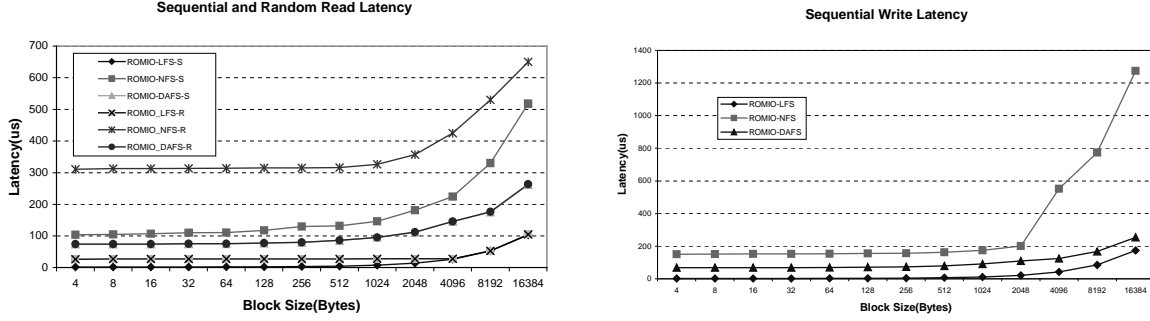 Sequential and Random Read Latency
700
600
500
400
300
200
100
0
Latency(us)
ROMIO-LFS-S
ROMIO-NFS-S
ROMIO-DAFS-S
ROMIO_LFS-R
ROMIO_NFS-R
ROMIO_DAFS-R
4 8 16 32 64 128 256 512 1024 2048 4096 8192 16384
Block Size(Bytes)
Sequential Write Latency
1400
1200
1000
800
600
400
200
0
Latency(us)
ROMIO-LFS
ROMIO-NFS
ROMIO-DAFS
4 8 16 32 64 128 256 512 1024 2048 4096 8192 16384
Block Size(Bytes)